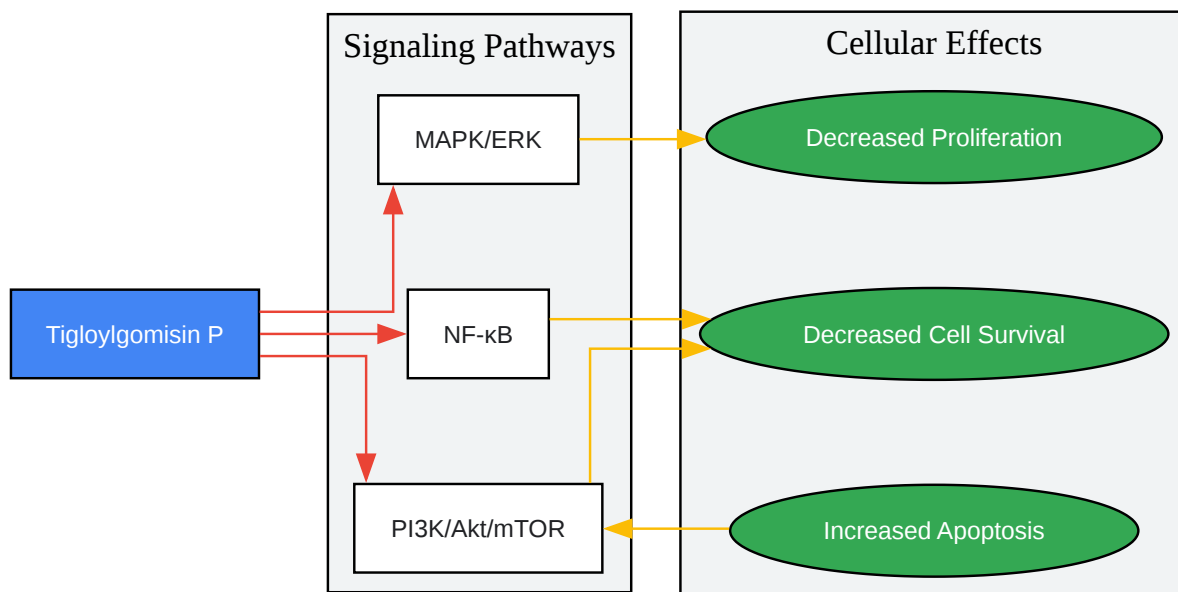 Signaling Pathways
Cellular Effects
MAPK/ERK
Decreased Proliferation
Tigloylgomisin P
NF-κB
Decreased Cell Survival
PI3K/Akt/mTOR
Increased Apoptosis